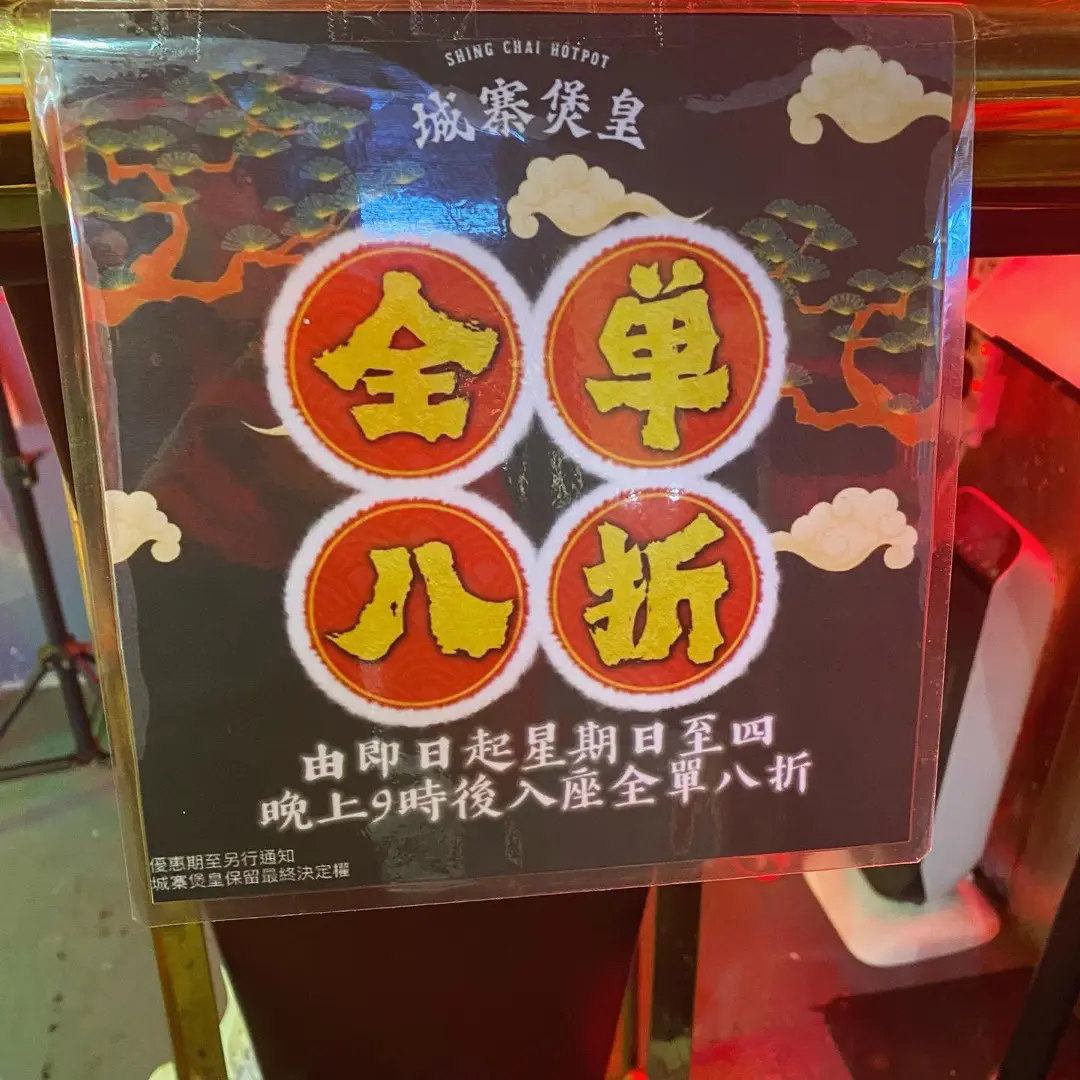 SHING CHAI HOTPOT
城寨煲皇
全单
八折
由即日起星期日至四
晚上9時後入座全單八折
優惠期至另行通知
城寨煲皇保留最終決定權